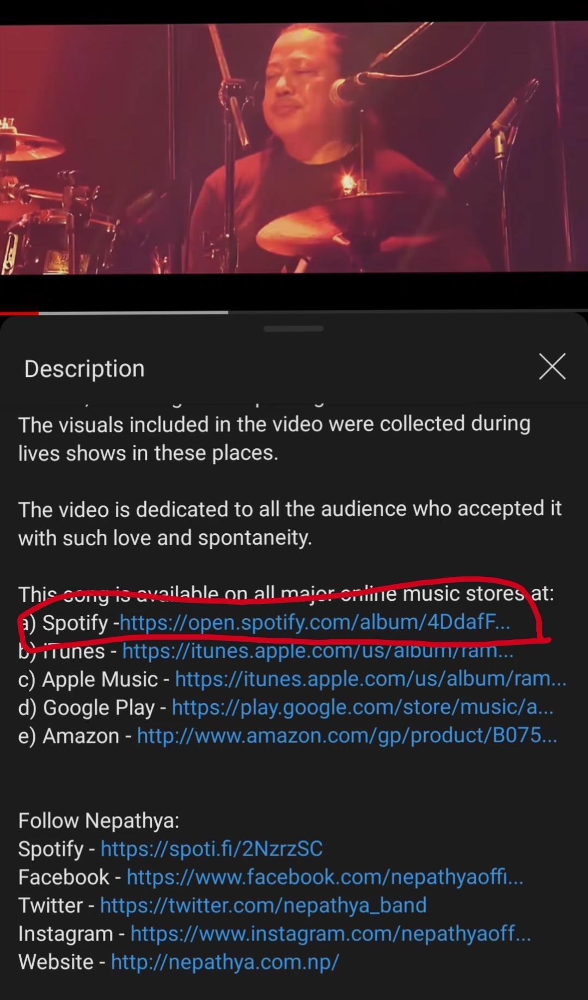 Description
The visuals included in the video were collected during
lives shows in these places.
The video is dedicated to all the audience who accepted it
with such love and spontaneity.
This song is available on all major online music stores at:
a) Spotify -https://open.spotify.com/album/4DdafF...
b) iTunes - https://itunes.apple.com/us/album/ram...
c) Apple Music - https://itunes.apple.com/us/album/ram...
d) Google Play - https://play.google.com/store/music/a...
e) Amazon - http://www.amazon.com/gp/product/B075...
Follow Nepathya:
Spotify - https://spoti.fi/2NzrzSC
Facebook - https://www.facebook.com/nepathyaoffi...
Twitter - https://twitter.com/nepathya_band
Instagram - https://www.instagram.com/nepathyaoff...
Website - http://nepathya.com.np/